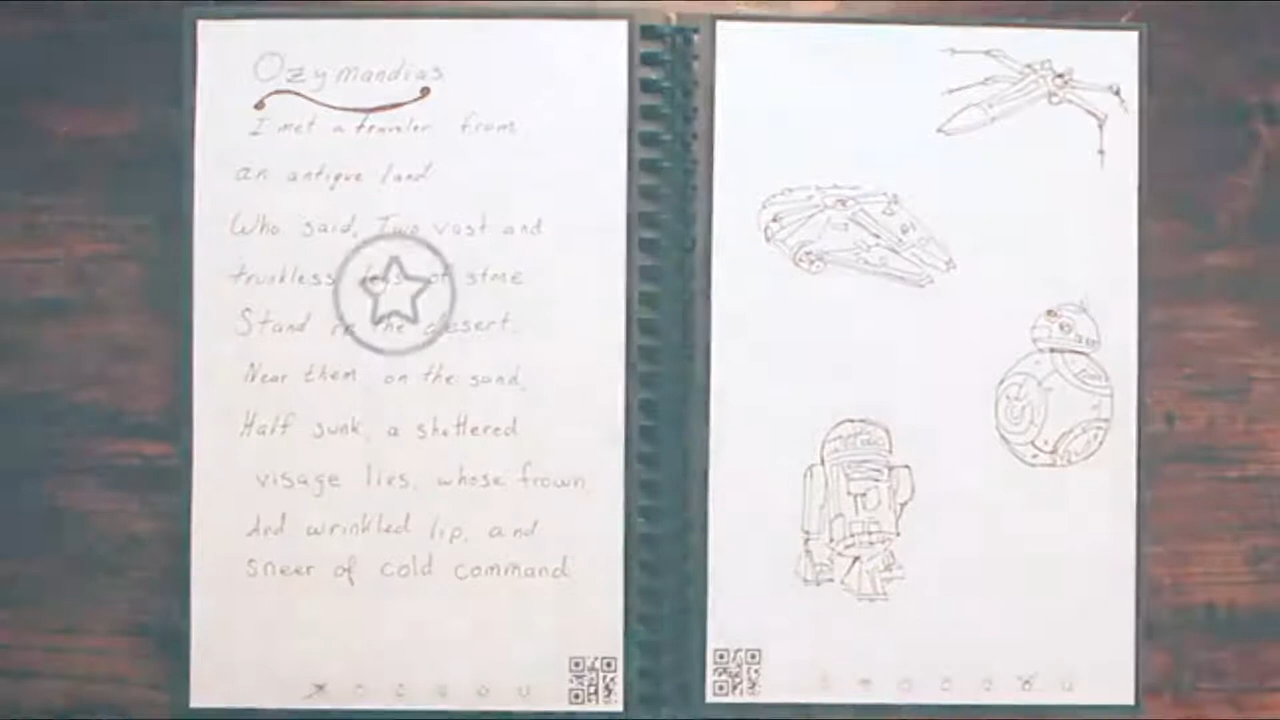 Ozymandias
I met a traveler from
an antique land
Who said, Two vast and
trunkless legs of stone
Stand in the desert.
Near them, on the sand,
Half sunk, a shattered
visage lies, whose frown,
And wrinkled lip, and
sneer of cold command